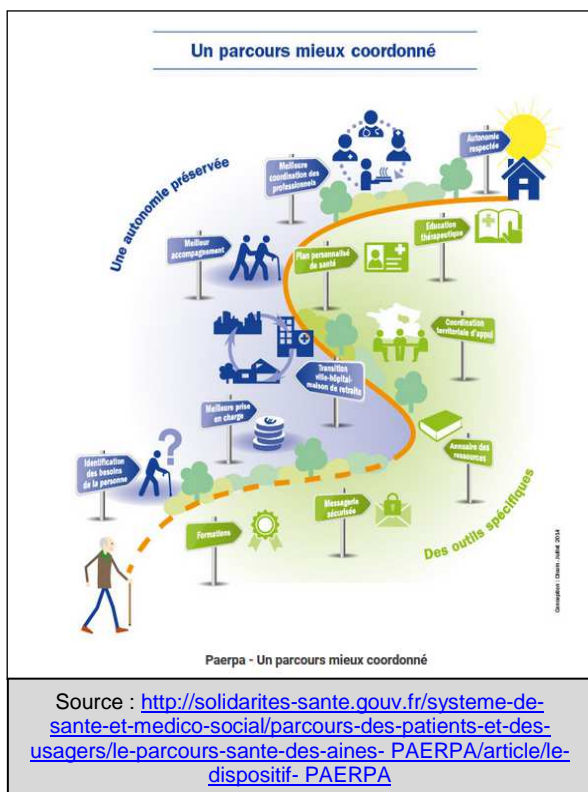 Un parcours mieux coordonné
Une autonomie préservée
Meilleure
coordination des
professionnels
Autonomie
respectée
Meilleur
accompagnement
Plan personnalisé
de santé
Éducation
thérapeutique
Coordination
territoriale d'appui
Transition
ville-hôpital-
maison de retraite
Meilleure prise
en charge
Annuaire des
ressources
Identification
des besoins
de la personne
Formations
Messagerie
sécurisée
Des outils spécifiques
Paerpa - Un parcours mieux coordonné
Source : http://solidarites-sante.gouv.fr/systeme-de-
sante-et-medico-social/parcours-des-patients-et-des-
usagers/le-parcours-sante-des-aines- PAERPA/article/le-
dispositif- PAERPA